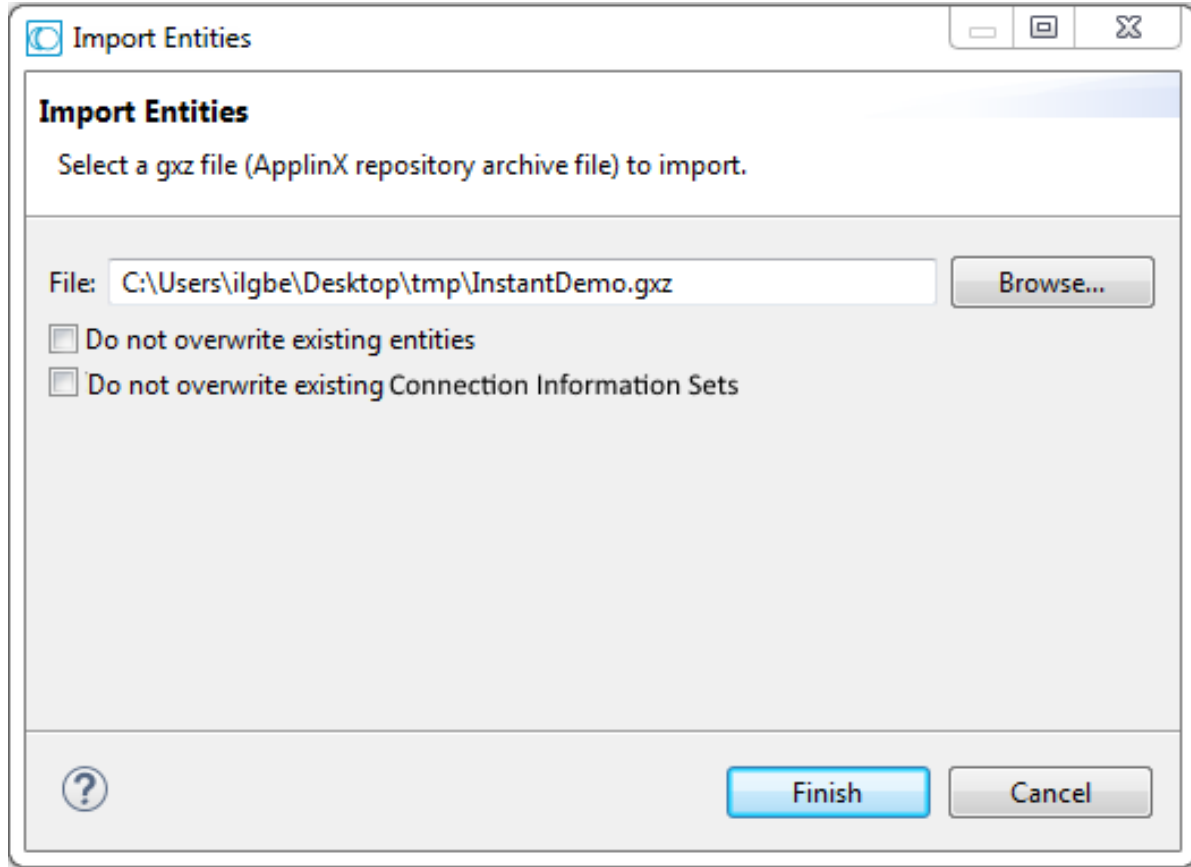 Import Entities
Import Entities
Select a gxz file (ApplinX repository archive file) to import.
File: C:\Users\ilgbe\Desktop\tmp\InstantDemo.gxz Browse...
Do not overwrite existing entities
Do not overwrite existing Connection Information Sets
? Finish Cancel